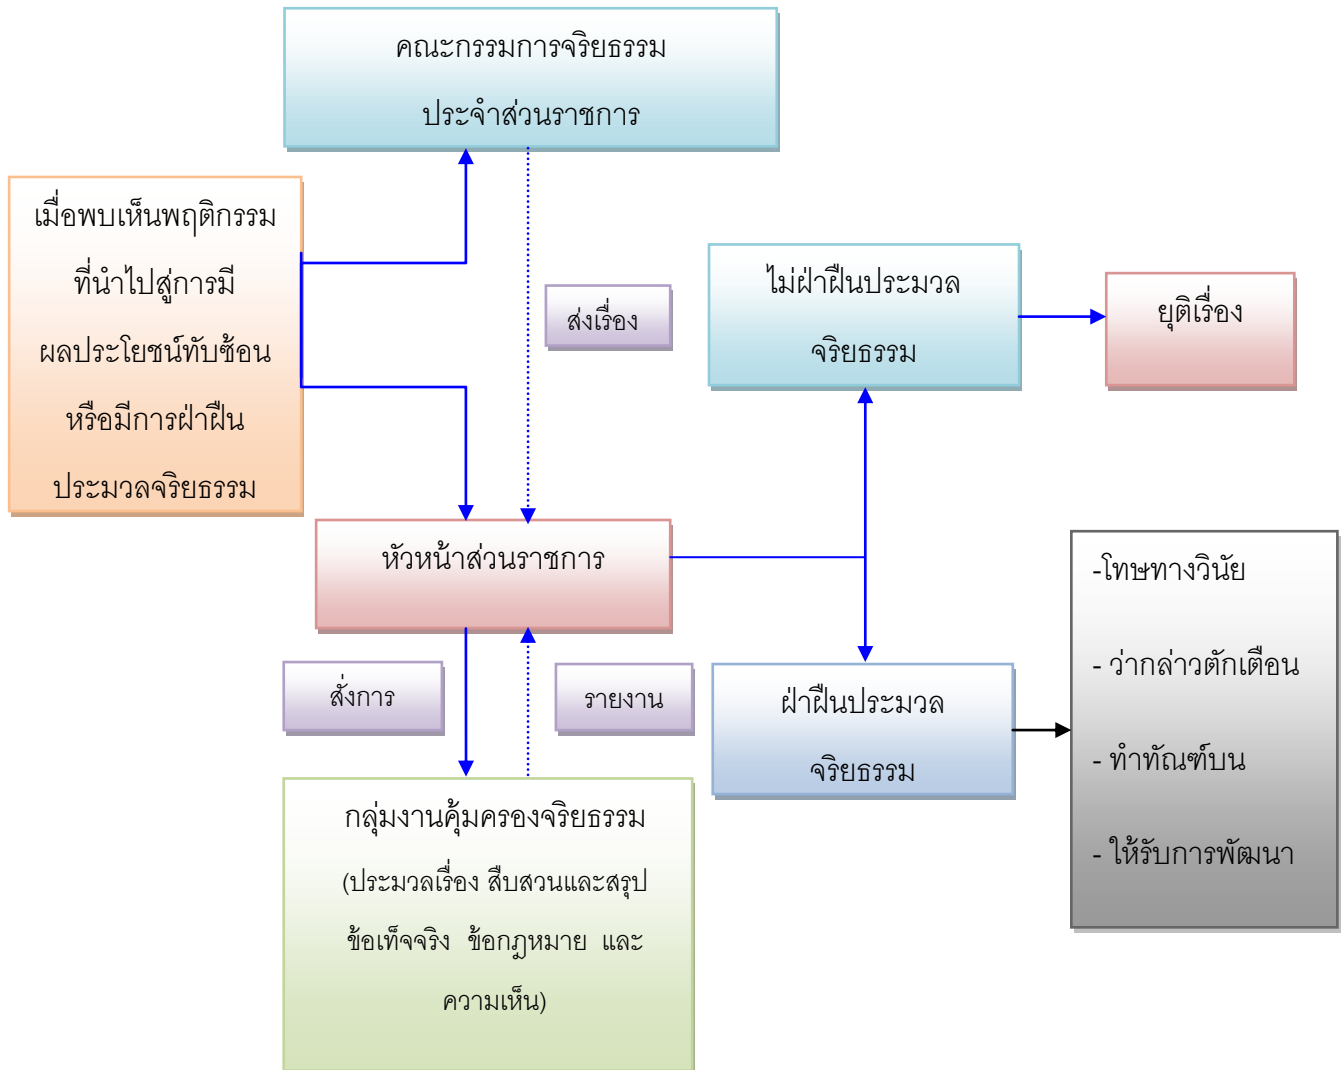 คณะกรรมการจริยธรรม
ประจำส่วนราชการ
เมื่อพบเห็นพฤติกรรม
ที่นำไปสู่การมี
ผลประโยชน์ทับซ้อน
หรือมีการฝ่าฝืน
ประมวลจริยธรรม
ส่งเรื่อง
ไม่ฝ่าฝืนประมวล
จริยธรรม
ยุติเรื่อง
หัวหน้าส่วนราชการ
สั่งการ
รายงาน
ฝ่าฝืนประมวล
จริยธรรม
-โทษทางวินัย
- ว่ากล่าวตักเตือน
- ทำทัณฑ์บน
- ให้รับการพัฒนา
กลุ่มงานคุ้มครองจริยธรรม
(ประมวลเรื่อง สืบสวนและสรุป
ข้อเท็จจริง ข้อกฎหมาย และ
ความเห็น)